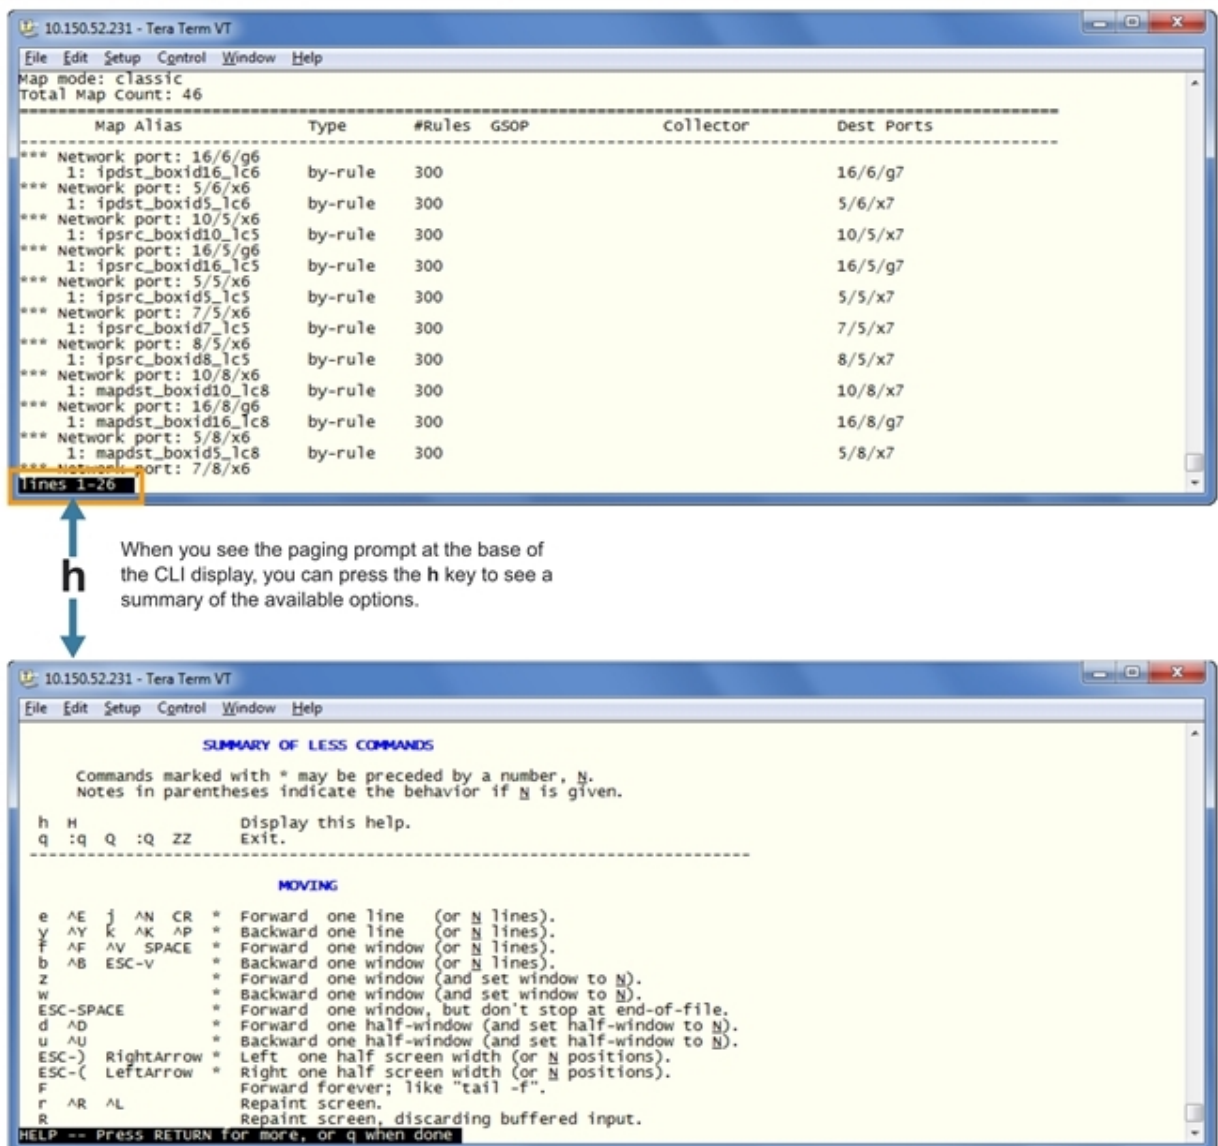 10.150.52.231 - Tera Term VT
File Edit Setup Control Window Help
Map mode: classic
Total Map Count: 46
Map Alias Type #Rules GSOP Collector Dest Ports
*** Network port: 16/6/g6
1: ipdst_boxid16_lc6 by-rule 300 16/6/g7
*** Network port: 5/6/x6
1: ipdst_boxid5_lc6 by-rule 300 5/6/x7
*** Network port: 10/5/x6
1: ipsrc_boxid10_lc5 by-rule 300 10/5/x7
*** Network port: 16/5/g6
1: ipsrc_boxid16_lc5 by-rule 300 16/5/g7
*** Network port: 5/5/x6
1: ipsrc_boxid5_lc5 by-rule 300 5/5/x7
*** Network port: 7/5/x6
1: ipsrc_boxid7_lc5 by-rule 300 7/5/x7
*** Network port: 8/5/x6
1: ipsrc_boxid8_lc5 by-rule 300 8/5/x7
*** Network port: 10/8/x6
1: mapdst_boxid10_lc8 by-rule 300 10/8/x7
*** Network port: 16/8/g6
1: mapdst_boxid16_lc8 by-rule 300 16/8/g7
*** Network port: 5/8/x6
1: mapdst_boxid5_lc8 by-rule 300 5/8/x7
*** Network port: 7/8/x6
lines 1-26
h
When you see the paging prompt at the base of
the CLI display, you can press the h key to see a
summary of the available options.
10.150.52.231 - Tera Term VT
File Edit Setup Control Window Help
SUMMARY OF LESS COMMANDS
Commands marked with * may be preceded by a number, N.
Notes in parentheses indicate the behavior if N is given.
h H Display this help.
q :q Q :Q ZZ Exit.
MOVING
e ^E j ^N CR * Forward one line (or N lines).
y ^Y k ^K ^P * Backward one line (or N lines).
f ^F ^V SPACE * Forward one window (or N lines).
b ^B ESC-v * Backward one window (or N lines).
z * Forward one window (and set window to N).
w * Backward one window (and set window to N).
ESC-SPACE * Forward one window, but don't stop at end-of-file.
d ^D * Forward one half-window (and set half-window to N).
u ^U * Backward one half-window (and set half-window to N).
ESC-) RightArrow * Left one half screen width (or N positions).
ESC-( LeftArrow * Right one half screen width (or N positions).
F Forward forever; like "tail -f".
r ^R ^L Repaint screen.
R Repaint screen, discarding buffered input.
HELP -- Press RETURN for more, or q when done